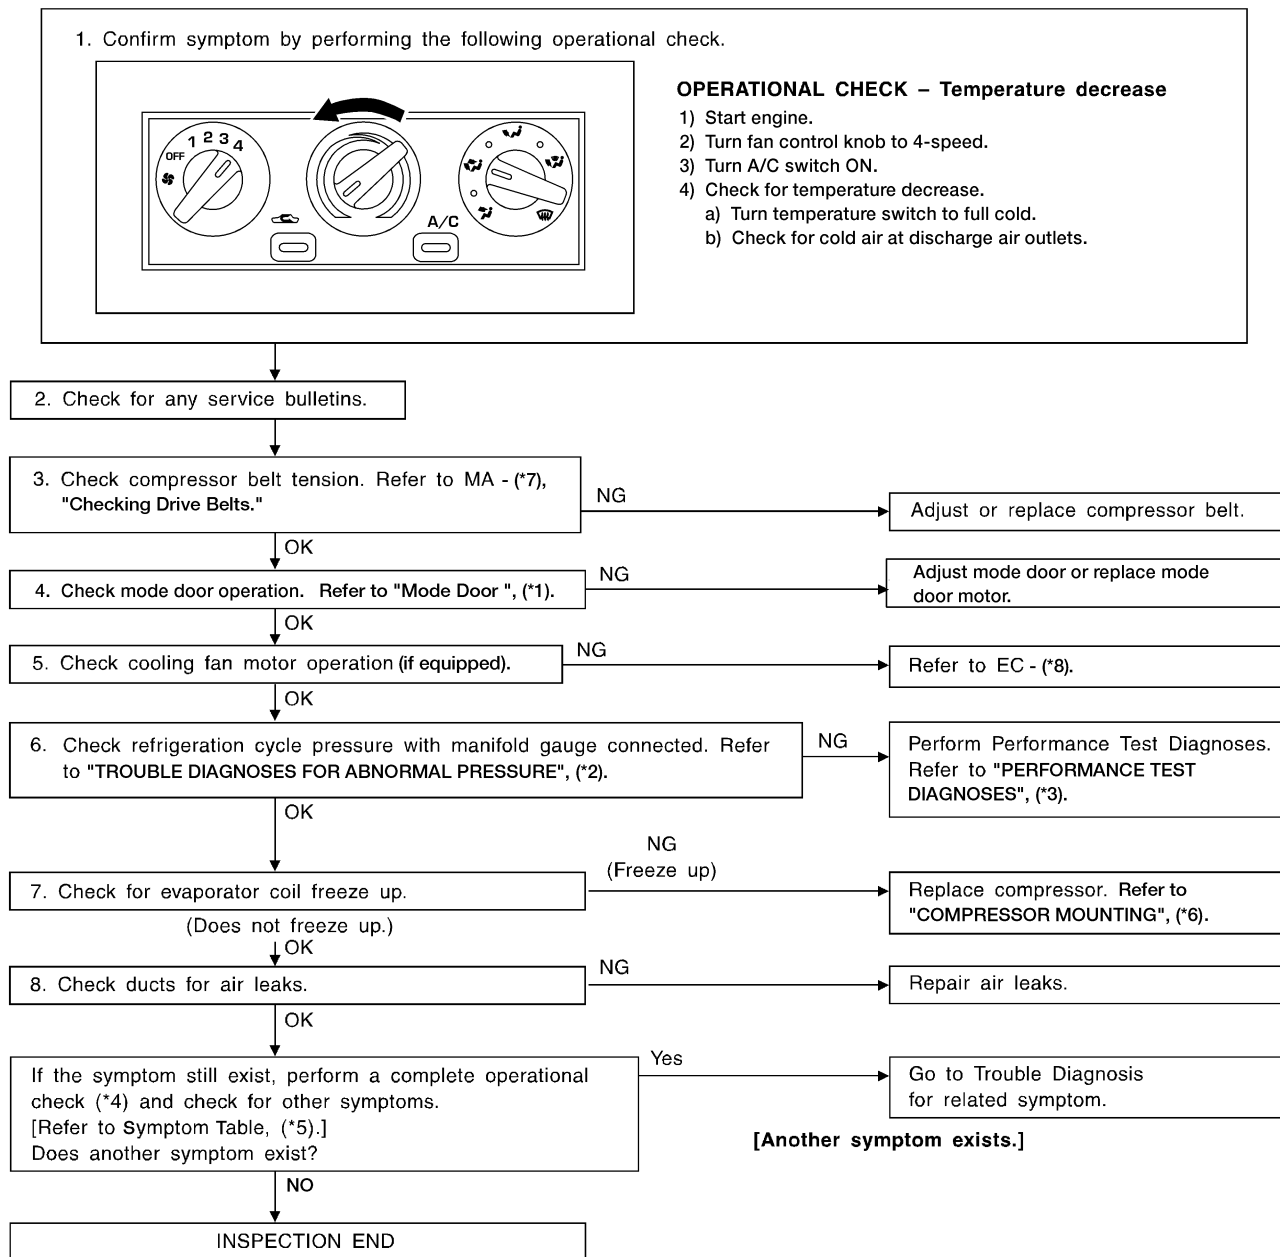 1. Confirm symptom by performing the following operational check.
OFF 1 2 3 4
A/C
OPERATIONAL CHECK – Temperature decrease
1) Start engine.
2) Turn fan control knob to 4-speed.
3) Turn A/C switch ON.
4) Check for temperature decrease.
a) Turn temperature switch to full cold.
b) Check for cold air at discharge air outlets.
2. Check for any service bulletins.
3. Check compressor belt tension. Refer to MA - (*7),
"Checking Drive Belts."
NG
Adjust or replace compressor belt.
OK
4. Check mode door operation. Refer to "Mode Door ", (*1).
NG
Adjust mode door or replace mode
door motor.
OK
5. Check cooling fan motor operation (if equipped).
NG
Refer to EC - (*8).
OK
6. Check refrigeration cycle pressure with manifold gauge connected. Refer
to "TROUBLE DIAGNOSES FOR ABNORMAL PRESSURE", (*2).
NG
Perform Performance Test Diagnoses.
Refer to "PERFORMANCE TEST
DIAGNOSES", (*3).
OK
7. Check for evaporator coil freeze up.
NG
(Freeze up)
Replace compressor. Refer to
"COMPRESSOR MOUNTING", (*6).
(Does not freeze up.)
OK
8. Check ducts for air leaks.
NG
Repair air leaks.
OK
If the symptom still exist, perform a complete operational
check (*4) and check for other symptoms.
[Refer to Symptom Table, (*5).]
Does another symptom exist?
Yes
Go to Trouble Diagnosis
for related symptom.
[Another symptom exists.]
NO
INSPECTION END